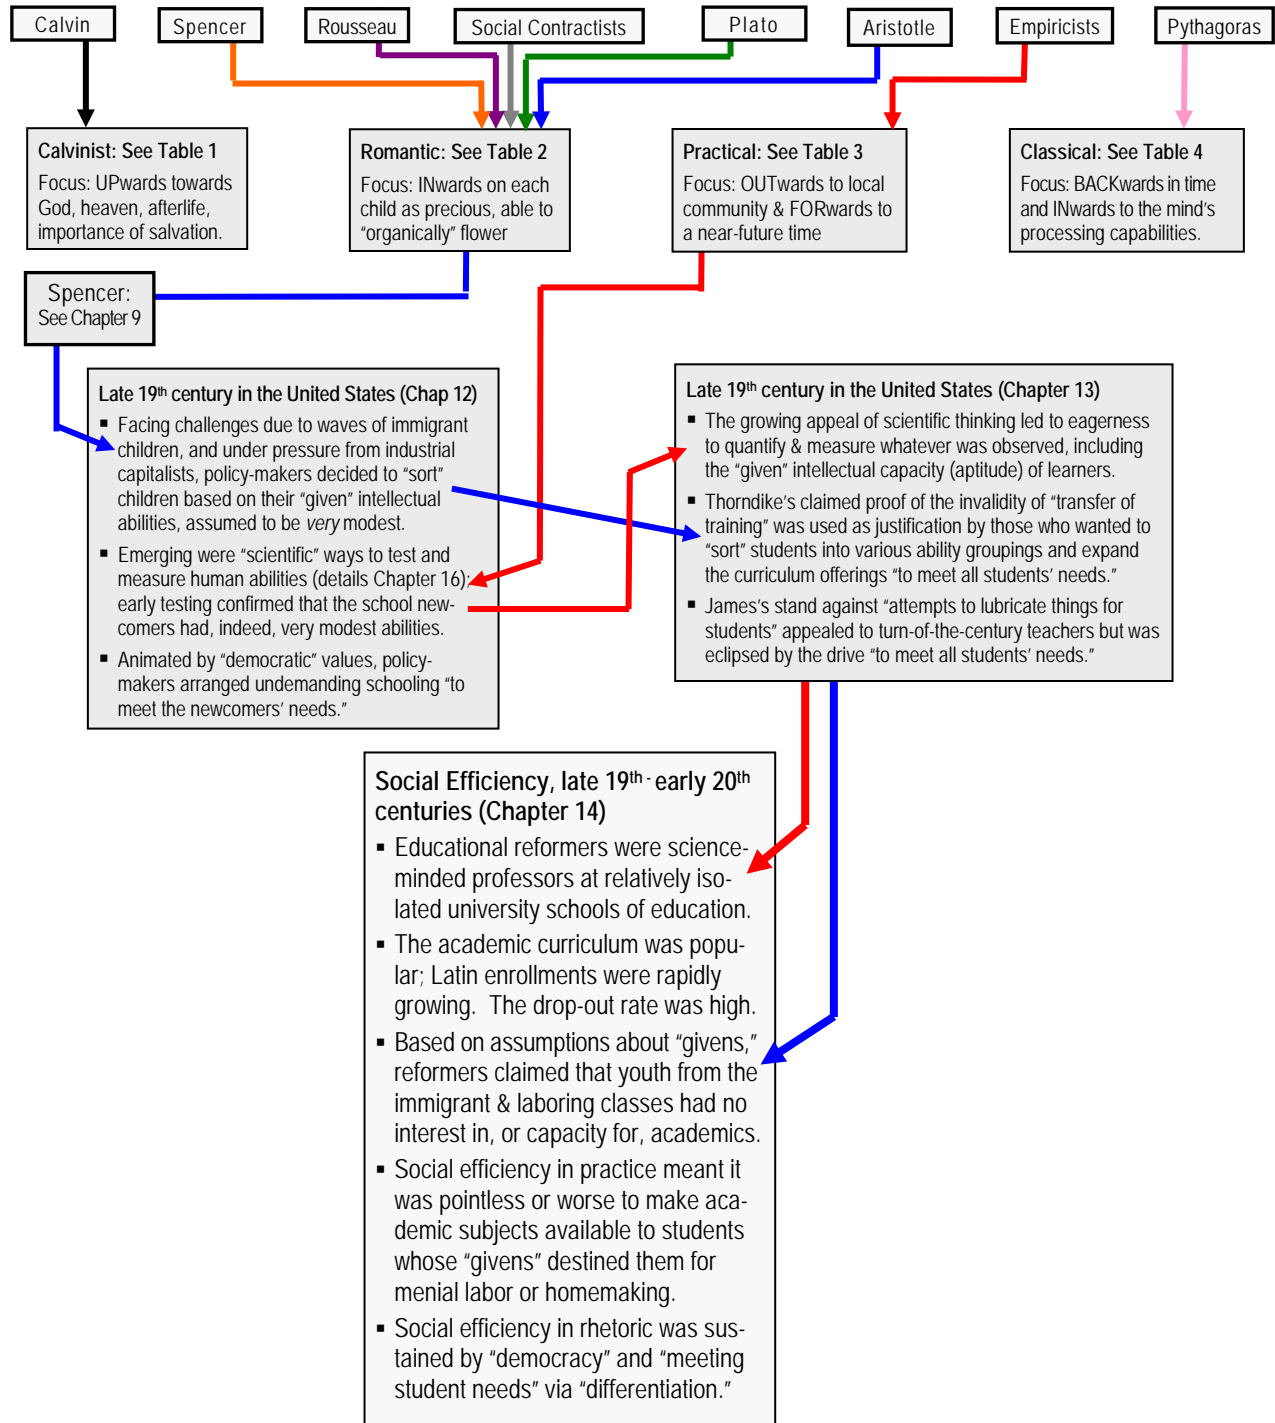 Calvin
Spencer
Rousseau
Social Contractists
Plato
Aristotle
Empiricists
Pythagoras
Calvinist: See Table 1
Focus: UPwards towards
God, heaven, afterlife,
importance of salvation.
Romantic: See Table 2
Focus: INwards on each
child as precious, able to
“organically” flower
Practical: See Table 3
Focus: OUTwards to local
community & FORwards to
a near-future time
Classical: See Table 4
Focus: BACKwards in time
and INwards to the mind’s
processing capabilities.
Spencer:
See Chapter 9
Late 19th century in the United States (Chap 12)
▪ Facing challenges due to waves of immigrant
children, and under pressure from industrial
capitalists, policy-makers decided to “sort”
children based on their “given” intellectual
abilities, assumed to be very modest.
▪ Emerging were “scientific” ways to test and
measure human abilities (details Chapter 16);
early testing confirmed that the school new-
comers had, indeed, very modest abilities.
▪ Animated by “democratic” values, policy-
makers arranged undemanding schooling “to
meet the newcomers’ needs.”
Late 19th century in the United States (Chapter 13)
▪ The growing appeal of scientific thinking led to eagerness
to quantify & measure whatever was observed, including
the “given” intellectual capacity (aptitude) of learners.
▪ Thorndike’s claimed proof of the invalidity of “transfer of
training” was used as justification by those who wanted to
“sort” students into various ability groupings and expand
the curriculum offerings “to meet all students’ needs.”
▪ James’s stand against “attempts to lubricate things for
students” appealed to turn-of-the-century teachers but was
eclipsed by the drive “to meet all students’ needs.”
Social Efficiency, late 19th - early 20th
centuries (Chapter 14)
▪ Educational reformers were science-
minded professors at relatively iso-
lated university schools of education.
▪ The academic curriculum was popu-
lar; Latin enrollments were rapidly
growing. The drop-out rate was high.
▪ Based on assumptions about “givens,”
reformers claimed that youth from the
immigrant & laboring classes had no
interest in, or capacity for, academics.
▪ Social efficiency in practice meant it
was pointless or worse to make aca-
demic subjects available to students
whose “givens” destined them for
menial labor or homemaking.
▪ Social efficiency in rhetoric was sus-
tained by “democracy” and “meeting
student needs” via “differentiation.”